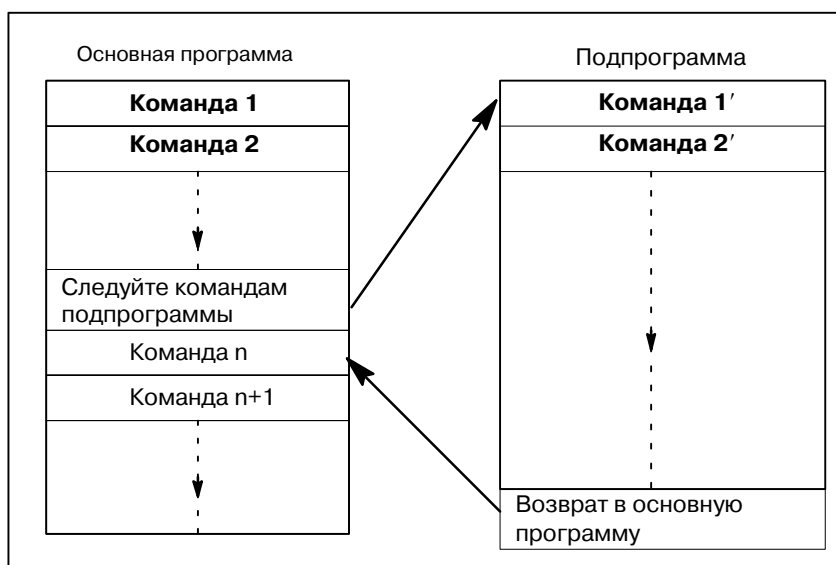 Основная программа
Команда 1
Команда 2
Следуйте командам
подпрограммы
Команда n
Команда n+1
Подпрограмма
Команда 1′
Команда 2′
Возврат в основную
программу